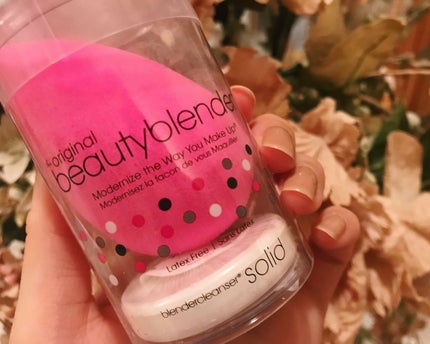 the original
beautyblender
Modernize the Way You Make Up!®
Modernisez la façon de vous Maquiller
Latex Free | Sans Latex
blendercleanser® solid